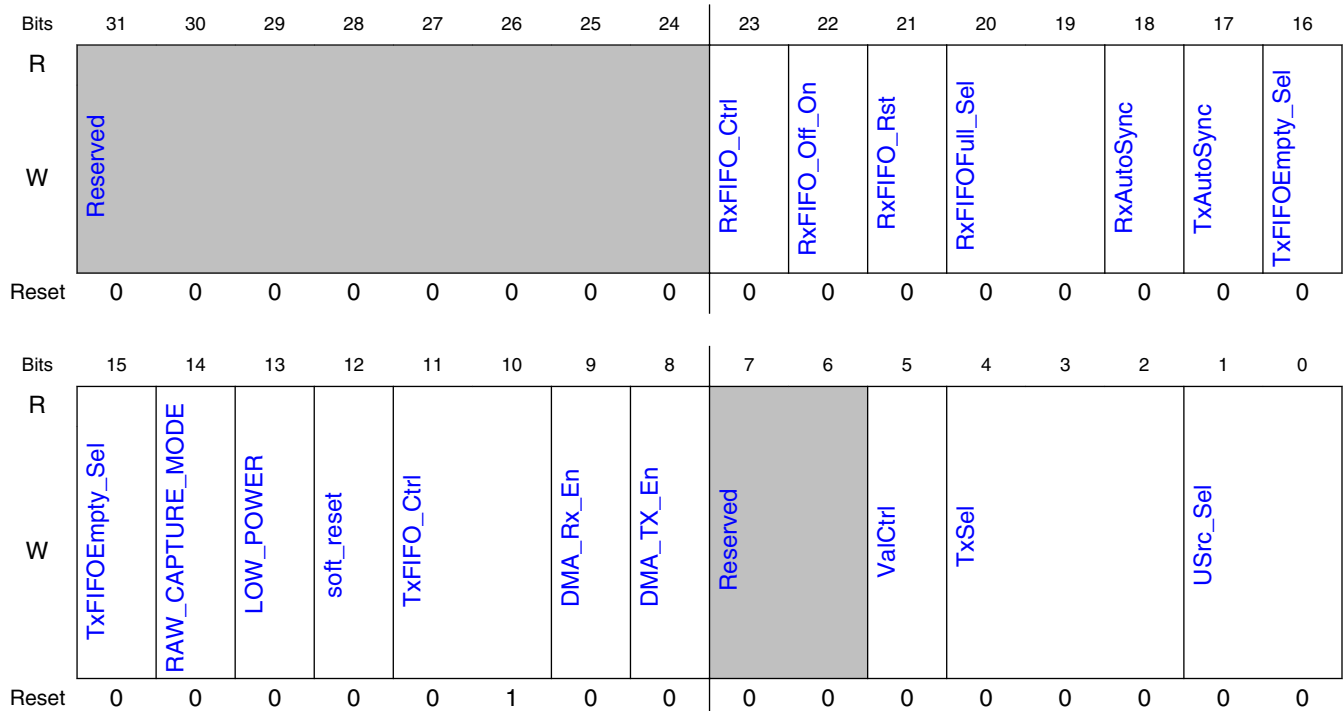 Bits 31 30 29 28 27 26 25 24 23 22 21 20 19 18 17 16
R
W
Reserved RxFIFO_Ctrl RxFIFO_Off_On RxFIFO_Rst RxFIFOFull_Sel RxAutoSync TxAutoSync TxFIFOEmpty_Sel
Reset 0 0 0 0 0 0 0 0 0 0 0 0 0 0 0 0
Bits 15 14 13 12 11 10 9 8 7 6 5 4 3 2 1 0
R
W
TxFIFOEmpty_Sel RAW_CAPTURE_MODE LOW_POWER soft_reset TxFIFO_Ctrl DMA_Rx_En DMA_TX_En Reserved ValCtrl TxSel USrc_Sel
Reset 0 0 0 0 0 1 0 0 0 0 0 0 0 0 0 0